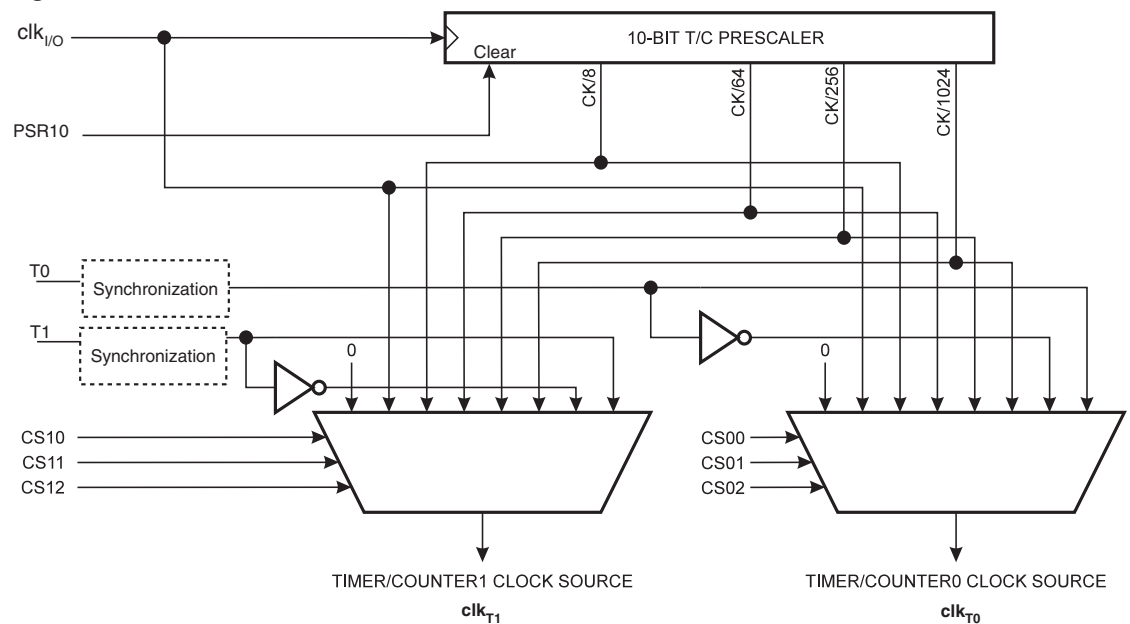 clkI/O
10-BIT T/C PRESCALER
Clear
CK/8
CK/64
CK/256
CK/1024
PSR10
T0
Synchronization
T1
Synchronization
0
0
CS10
CS11
CS12
CS00
CS01
CS02
TIMER/COUNTER1 CLOCK SOURCE
clkT1
TIMER/COUNTER0 CLOCK SOURCE
clkT0